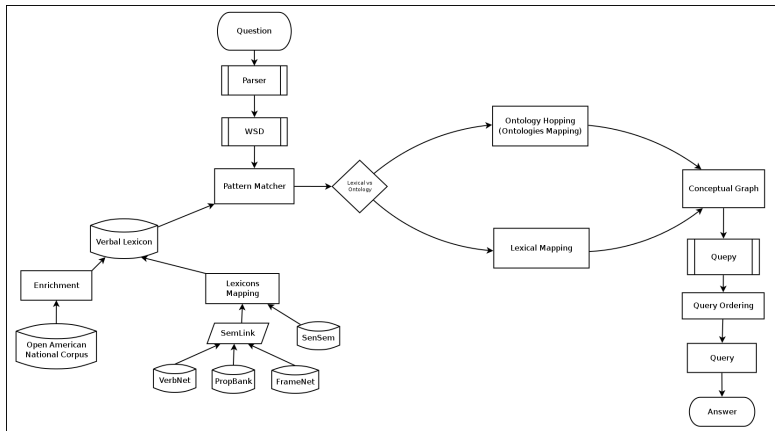 Question
Parser
WSD
Pattern Matcher
Lexical vs
Ontology
Ontology Hopping
(Ontologies Mapping)
Lexical Mapping
Conceptual Graph
Quepy
Query Ordering
Query
Answer
Verbal Lexicon
Enrichment
Open American
National Corpus
Lexicons
Mapping
SemLink
SenSem
VerbNet
PropBank
FrameNet